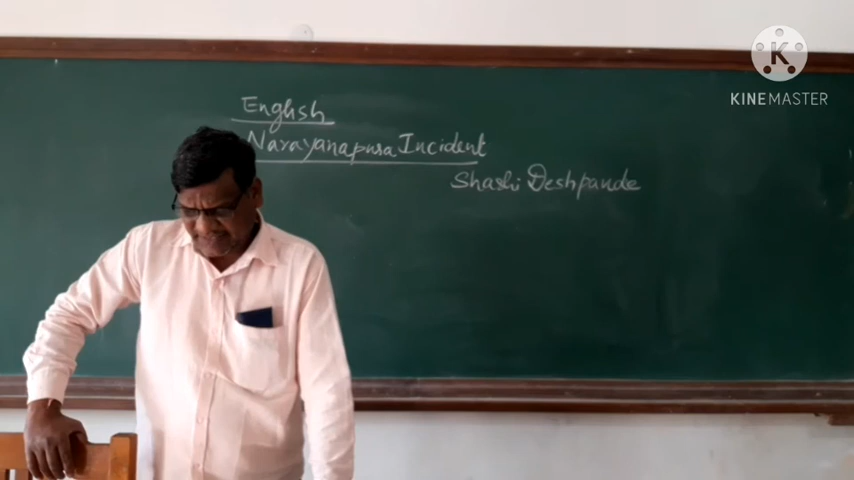 English
Narayanapura Incident
Shashi Deshpande
K
KINEMASTER